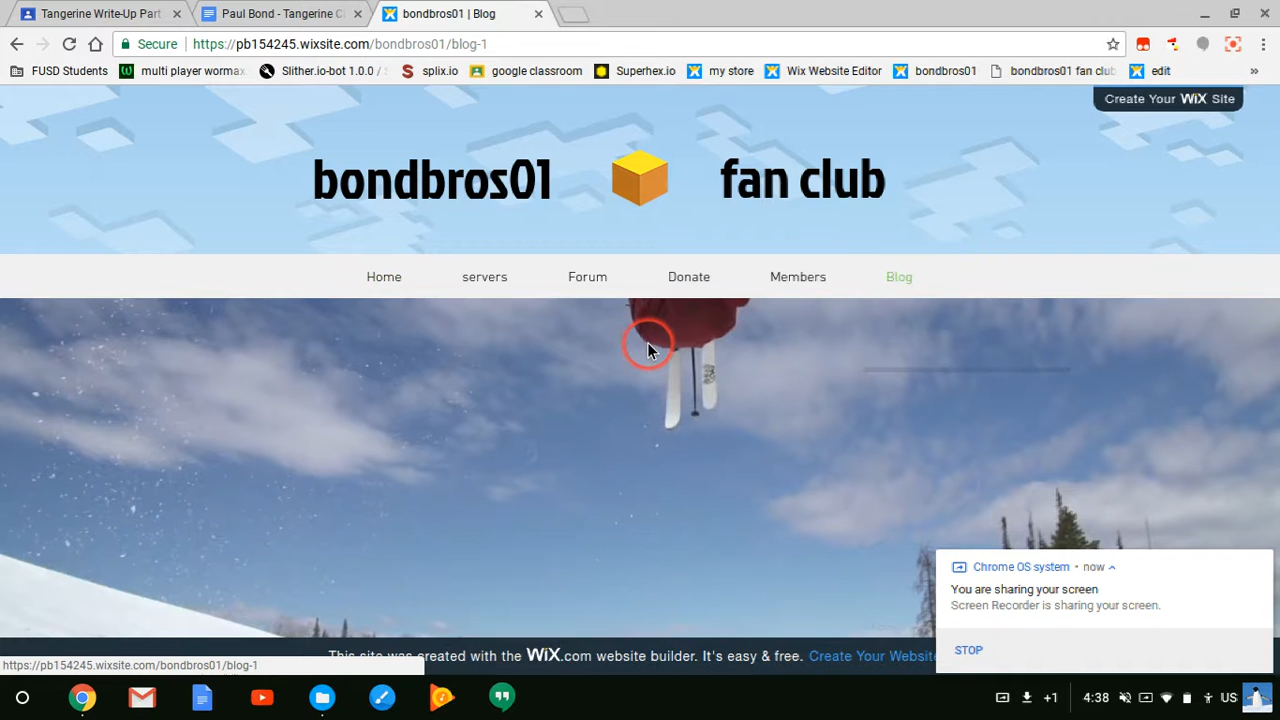 Tangerine Write-Up Part
Paul Bond - Tangerine C
bondbros01 | Blog
Secure
https://pb154245.wixsite.com/bondbros01/blog-1
FUSD Students
multi player wormax
Slither.io-bot 1.0.0 /
splix.io
google classroom
Superhex.io
my store
Wix Website Editor
bondbros01
bondbros01 fan club
edit
»
Create Your WiX Site
bondbros01
fan club
Home
servers
Forum
Donate
Members
Blog
Chrome OS system • now
You are sharing your screen
Screen Recorder is sharing your screen.
STOP
This site was created with the WiX.com website builder. It's easy & free. Create Your Website
https://pb154245.wixsite.com/bondbros01/blog-1
+1
4:38
US